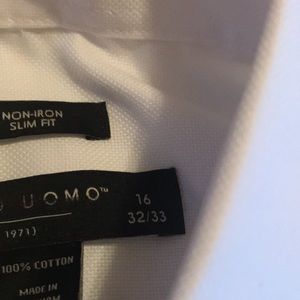 NON-IRON
SLIM FIT
UOMO™
16
32/33
1971)
100% COTTON
MADE IN